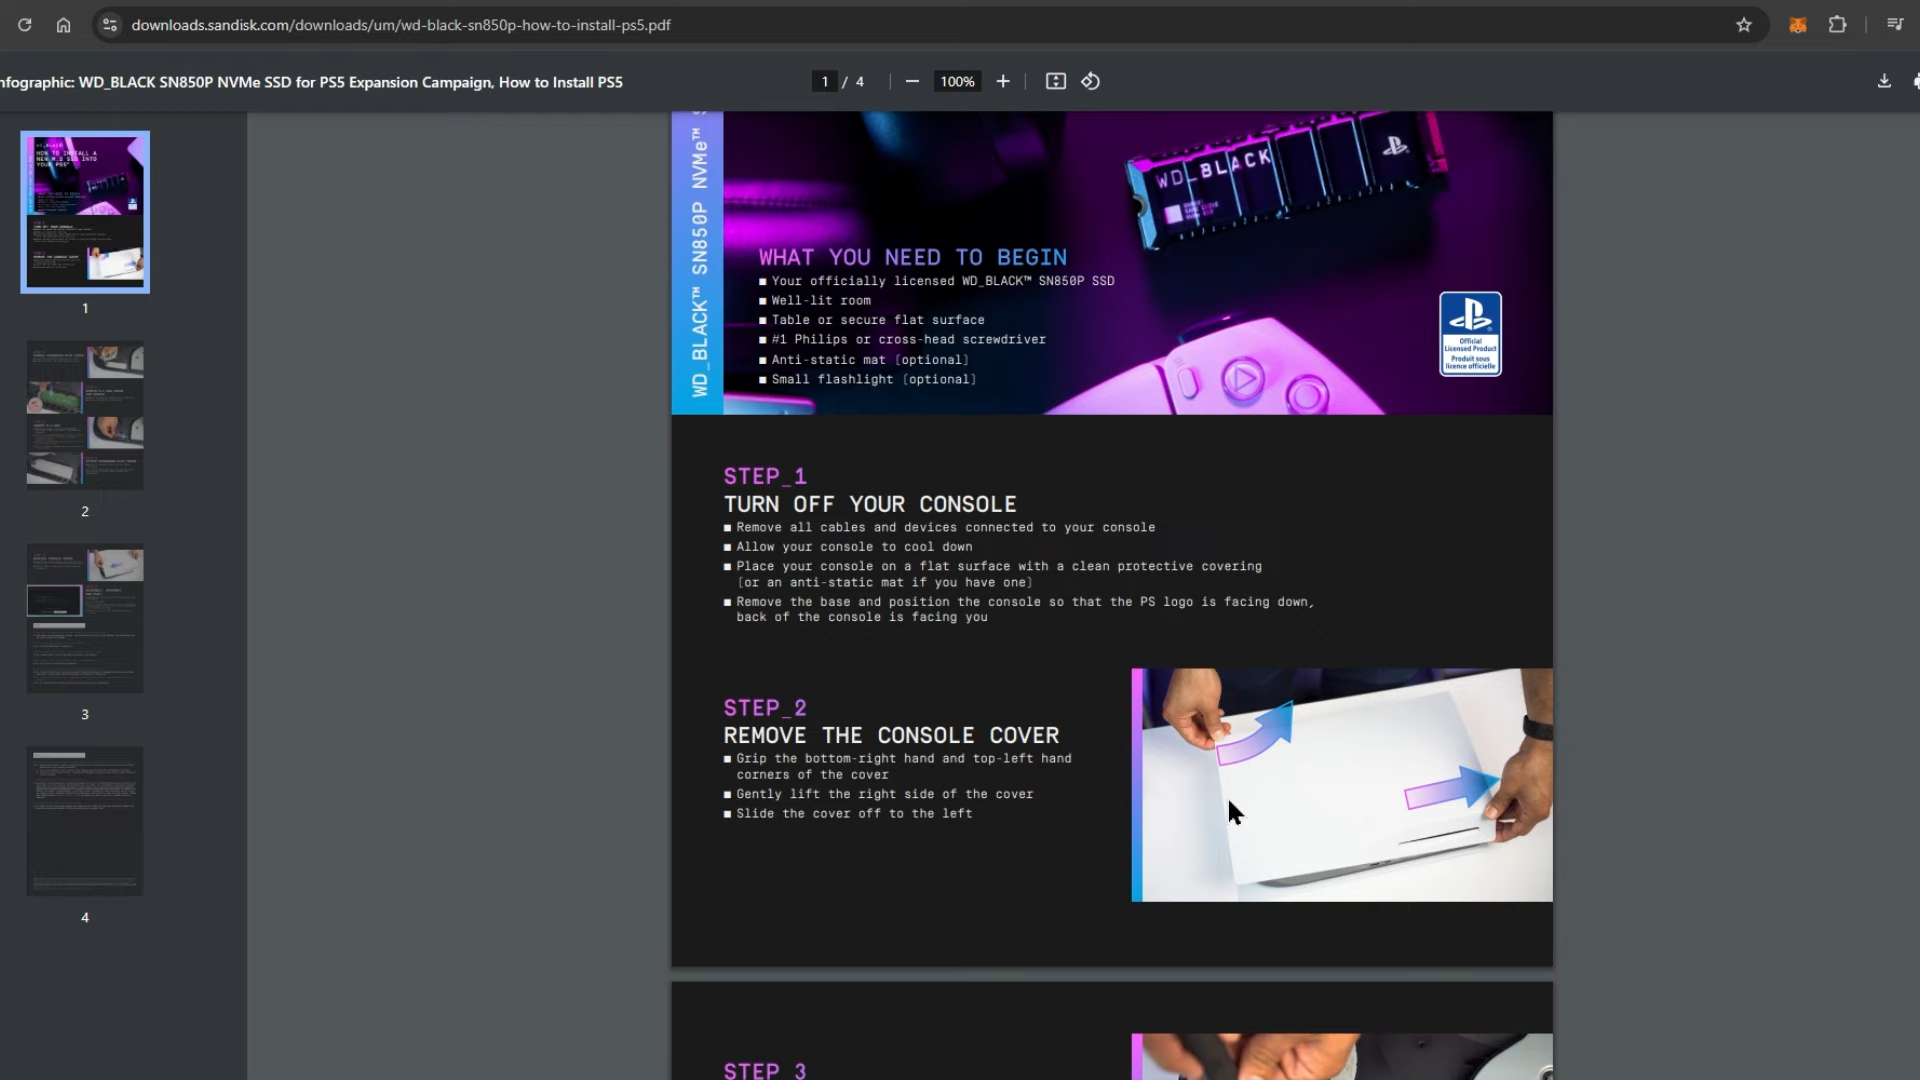 downloads.sandisk.com/downloads/um/wd-black-sn850p-how-to-install-ps5.pdf
nfographic: WD_BLACK SN850P NVMe SSD for PS5 Expansion Campaign, How to Install PS5
1 / 4
100%
1
2
3
4
WD_BLACK™ SN850P NVMe™
WD_BLACK
WHAT YOU NEED TO BEGIN
■ Your officially licensed WD_BLACK™ SN850P SSD
■ Well-lit room
■ Table or secure flat surface
■ #1 Philips or cross-head screwdriver
■ Anti-static mat [optional]
■ Small flashlight [optional]
Official
Licensed Product
Produit sous
licence officielle
STEP_1
TURN OFF YOUR CONSOLE
■ Remove all cables and devices connected to your console
■ Allow your console to cool down
■ Place your console on a flat surface with a clean protective covering
[or an anti-static mat if you have one]
■ Remove the base and position the console so that the PS logo is facing down,
back of the console is facing you
STEP_2
REMOVE THE CONSOLE COVER
■ Grip the bottom-right hand and top-left hand
corners of the cover
■ Gently lift the right side of the cover
■ Slide the cover off to the left
STEP_3